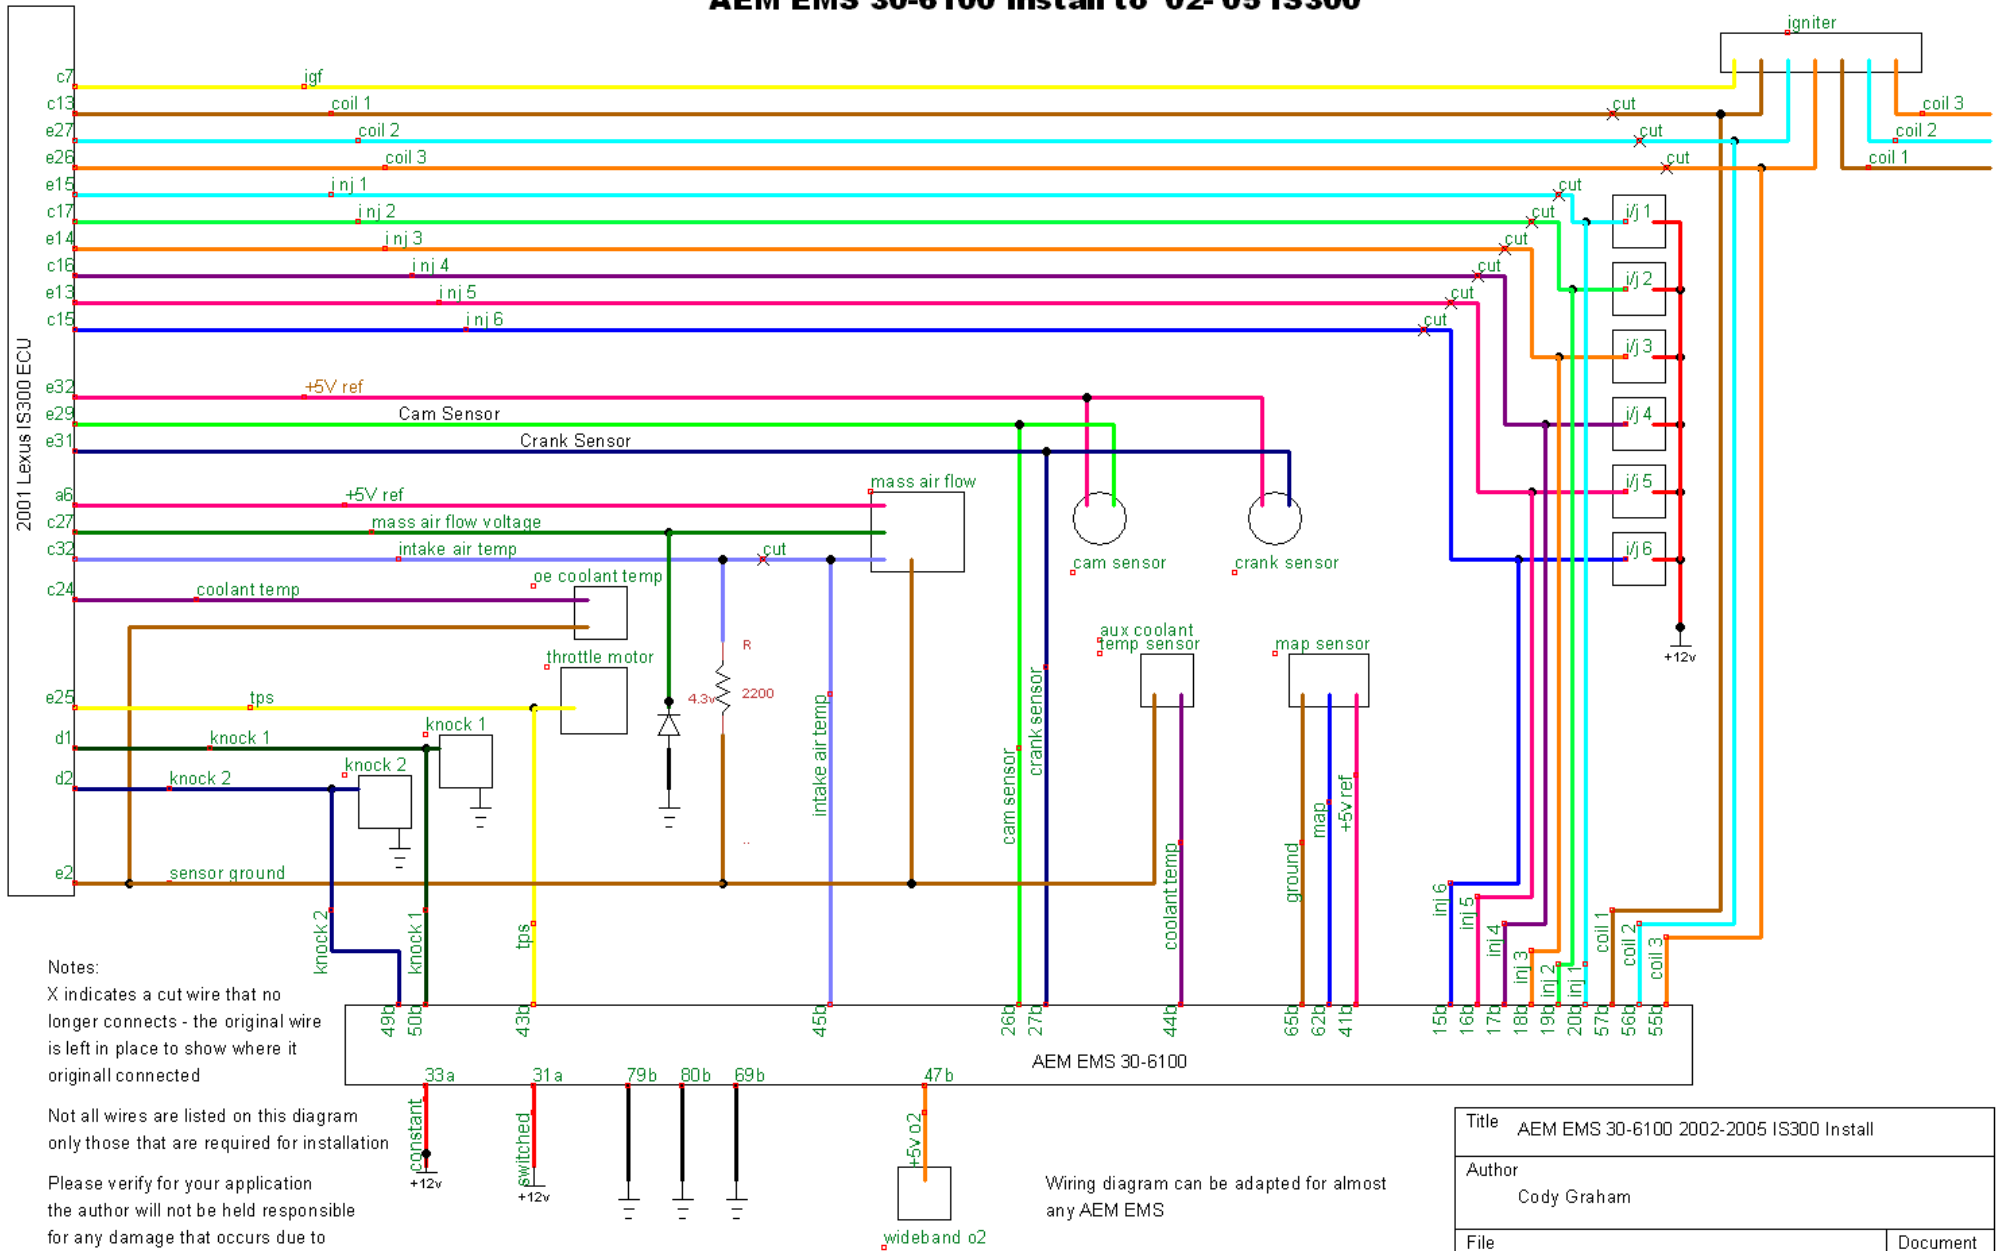 AEM EMS 30-6100 Install to '02-'05 IS300
igniter
c7
igf
c13
coil 1
cut
coil 3
e27
coil 2
cut
coil 2
e26
coil 3
cut
coil 1
e15
inj 1
cut
c17
inj 2
cut
i/j 1
e14
inj 3
cut
c16
inj 4
cut
i/j 2
e13
inj 5
cut
c15
inj 6
cut
i/j 3
2001 Lexus IS300 ECU
e32
+5V ref
e29
Cam Sensor
i/j 4
e31
Crank Sensor
a6
+5V ref
mass air flow
i/j 5
c27
mass air flow voltage
c32
intake air temp
cut
i/j 6
cam sensor
crank sensor
c24
coolant temp
oe coolant temp
aux coolant
temp sensor
map sensor
+12v
throttle motor
R
4.3v
2200
e25
tps
d1
knock 1
knock 1
d2
knock 2
knock 2
intake air temp
cam sensor
crank sensor
coolant temp
ground
map
+5v ref
..
e2
sensor ground
knock 2
knock 1
tps
inj 6
inj 5
inj 4
inj 3
inj 2
inj 1
coil 1
coil 2
coil 3
49b
50b
43b
45b
26b
27b
44b
65b
62b
41b
15b
16b
17b
18b
19b
20b
57b
56b
55b
AEM EMS 30-6100
33a
31a
79b
80b
69b
47b
constant
+12v
switched
+12v
+5v o2
wideband o2
Notes:
X indicates a cut wire that no
longer connects - the original wire
is left in place to show where it
originall connected
Not all wires are listed on this diagram
only those that are required for installation
Please verify for your application
the author will not be held responsible
for any damage that occurs due to
Wiring diagram can be adapted for almost
any AEM EMS
Title
AEM EMS 30-6100 2002-2005 IS300 Install
Author
Cody Graham
File
Document